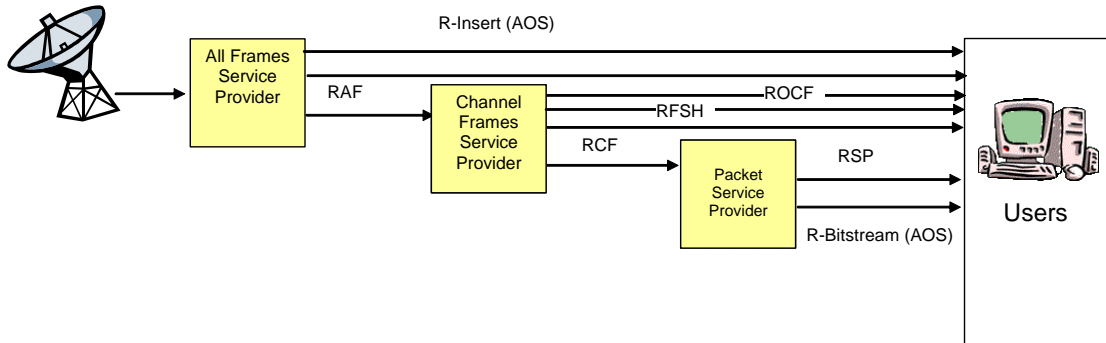 R-Insert (AOS)
All Frames
Service
Provider
RAF
Channel
Frames
Service
Provider
ROCF
RFSH
RCF
Packet
Service
Provider
RSP
R-Bitstream (AOS)
Users